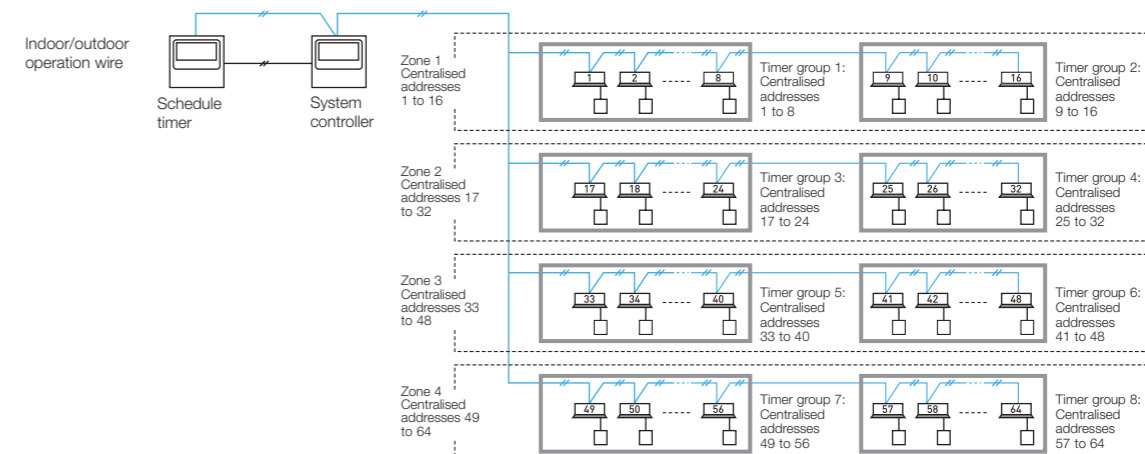 Indoor/outdoor
operation wire
Schedule
timer
System
controller
Zone 1
Centralised
addresses
1 to 16
1 2 8
Timer group 1:
Centralised
addresses
1 to 8
9 10 16
Timer group 2:
Centralised
addresses
9 to 16
Zone 2
Centralised
addresses 17
to 32
17 18 24
Timer group 3:
Centralised
addresses
17 to 24
25 26 32
Timer group 4:
Centralised
addresses
25 to 32
Zone 3
Centralised
addresses 33
to 48
33 34 40
Timer group 5:
Centralised
addresses
33 to 40
41 42 48
Timer group 6:
Centralised
addresses
41 to 48
Zone 4
Centralised
addresses 49
to 64
49 50 56
Timer group 7:
Centralised
addresses
49 to 56
57 58 64
Timer group 8:
Centralised
addresses
57 to 64